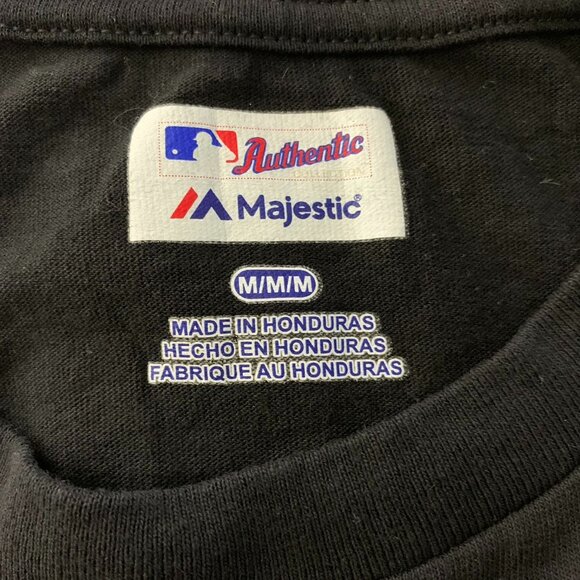 Authentic
COLLECTION
Majestic®
M/M/M
MADE IN HONDURAS
HECHO EN HONDURAS
FABRIQUE AU HONDURAS